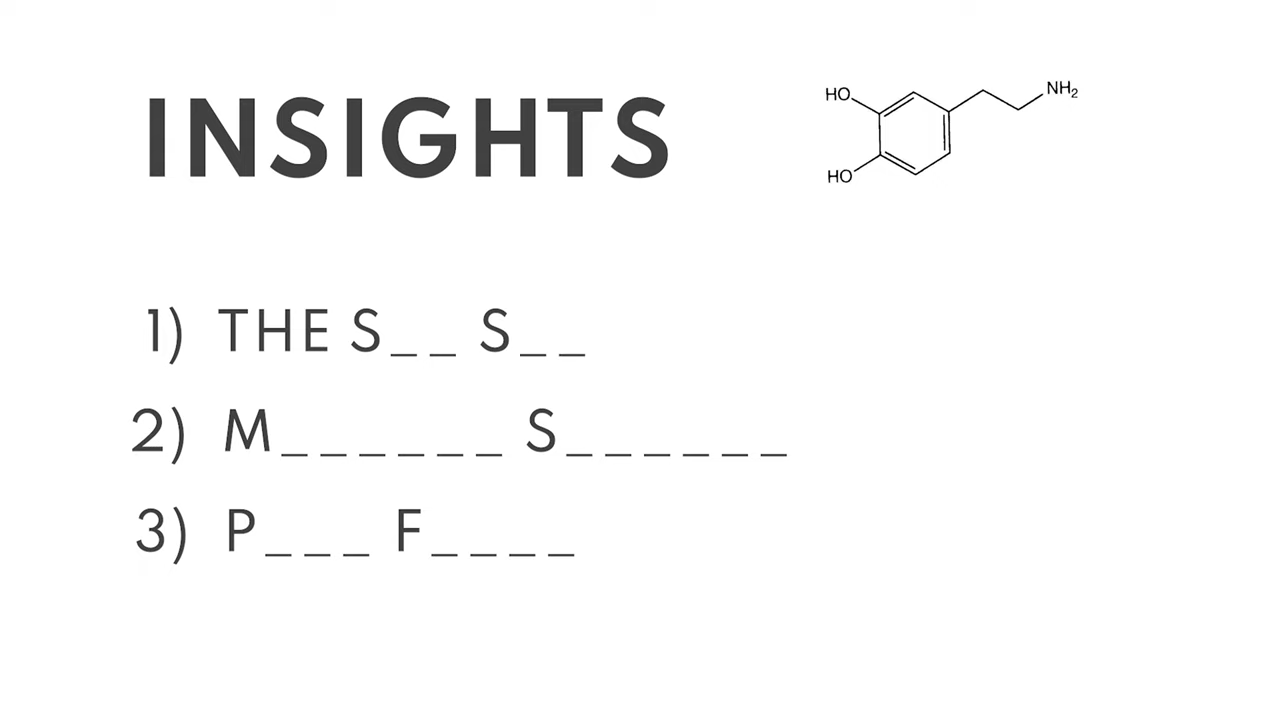 INSIGHTS
HO
NH₂
HO
1) THE S_ _ S_ _
2) M_ _ _ _ _ _ S_ _ _ _ _ _
3) P_ _ _ F_ _ _ _